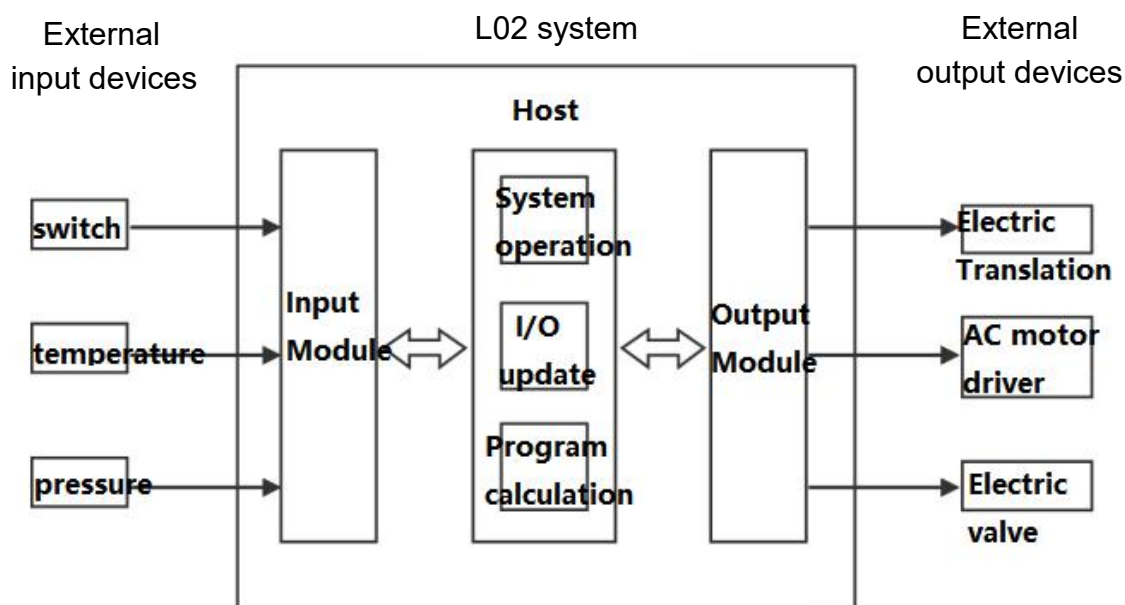 External
input devices
L02 system
External
output devices
Host
switch
temperature
pressure
Input
Module
System
operation
I/O
update
Program
calculation
Output
Module
Electric
Translation
AC motor
driver
Electric
valve